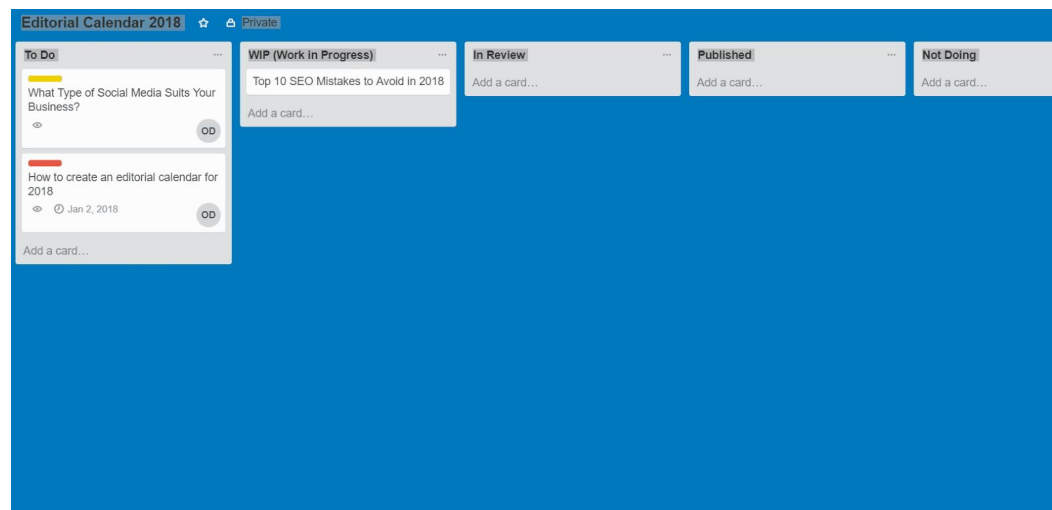 Editorial Calendar 2018 Private
To Do
What Type of Social Media Suits Your
Business?
OD
How to create an editorial calendar for
2018
Jan 2, 2018
OD
Add a card...
WIP (Work in Progress)
Top 10 SEO Mistakes to Avoid in 2018
Add a card...
In Review
Add a card...
Published
Add a card...
Not Doing
Add a card...